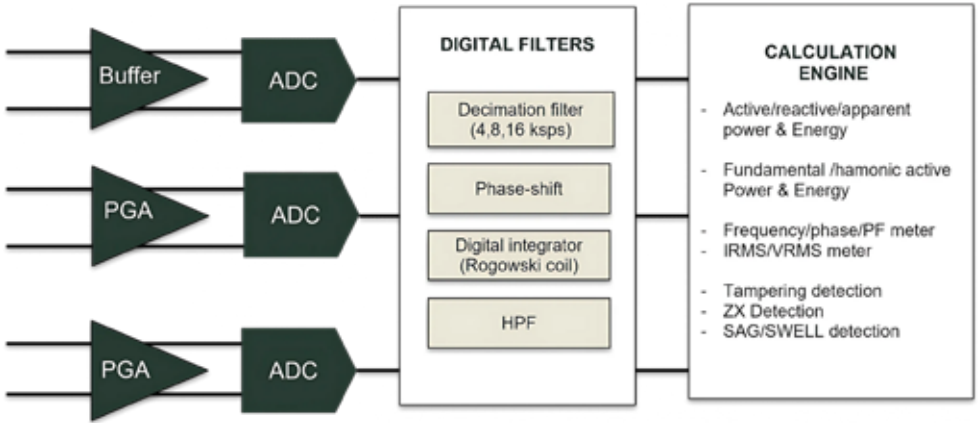 Buffer
ADC
PGA
ADC
PGA
ADC
DIGITAL FILTERS
Decimation filter
(4,8,16 ksps)
Phase-shift
Digital integrator
(Rogowski coil)
HPF
CALCULATION
ENGINE
- Active/reactive/apparent
power & Energy
- Fundamental /hamonic active
Power & Energy
- Frequency/phase/PF meter
- IRMS/VRMS meter
- Tampering detection
- ZX Detection
- SAG/SWELL detection